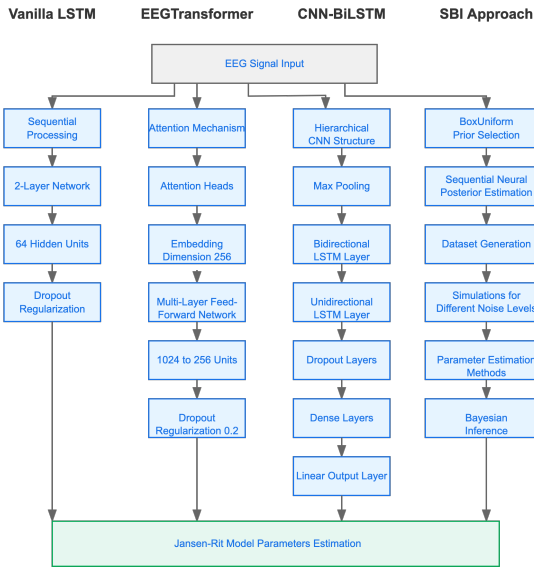 Vanilla LSTM
EEGTransformer
CNN-BiLSTM
SBI Approach
EEG Signal Input
Sequential
Processing
2-Layer Network
64 Hidden Units
Dropout
Regularization
Attention Mechanism
Attention Heads
Embedding
Dimension 256
Multi-Layer Feed-
Forward Network
1024 to 256 Units
Dropout
Regularization 0.2
Hierarchical
CNN Structure
Max Pooling
Bidirectional
LSTM Layer
Unidirectional
LSTM Layer
Dropout Layers
Dense Layers
Linear Output Layer
BoxUniform
Prior Selection
Sequential Neural
Posterior Estimation
Dataset Generation
Simulations for
Different Noise Levels
Parameter Estimation
Methods
Bayesian
Inference
Jansen-Rit Model Parameters Estimation